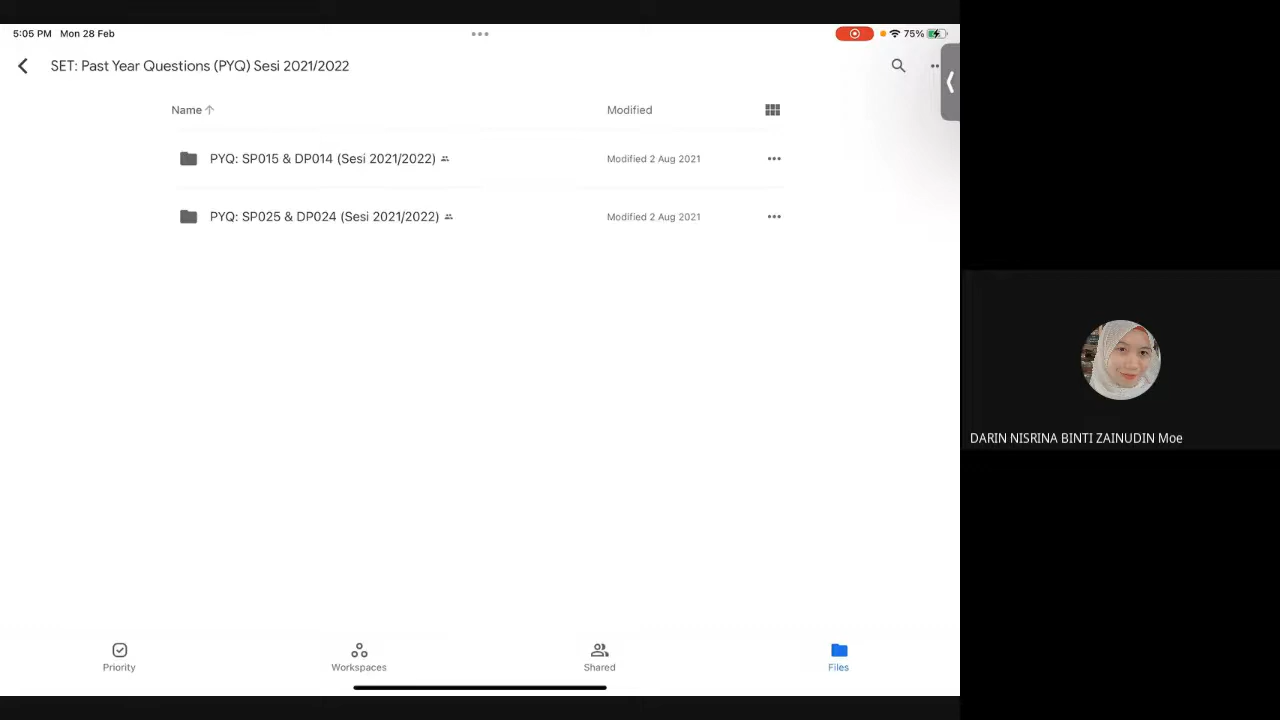 5:05 PM Mon 28 Feb
75%
SET: Past Year Questions (PYQ) Sesi 2021/2022
Name Modified
PYQ: SP015 & DP014 (Sesi 2021/2022) Modified 2 Aug 2021
PYQ: SP025 & DP024 (Sesi 2021/2022) Modified 2 Aug 2021
DARIN NISRINA BINTI ZAINUDIN Moe
Priority Workspaces Shared Files